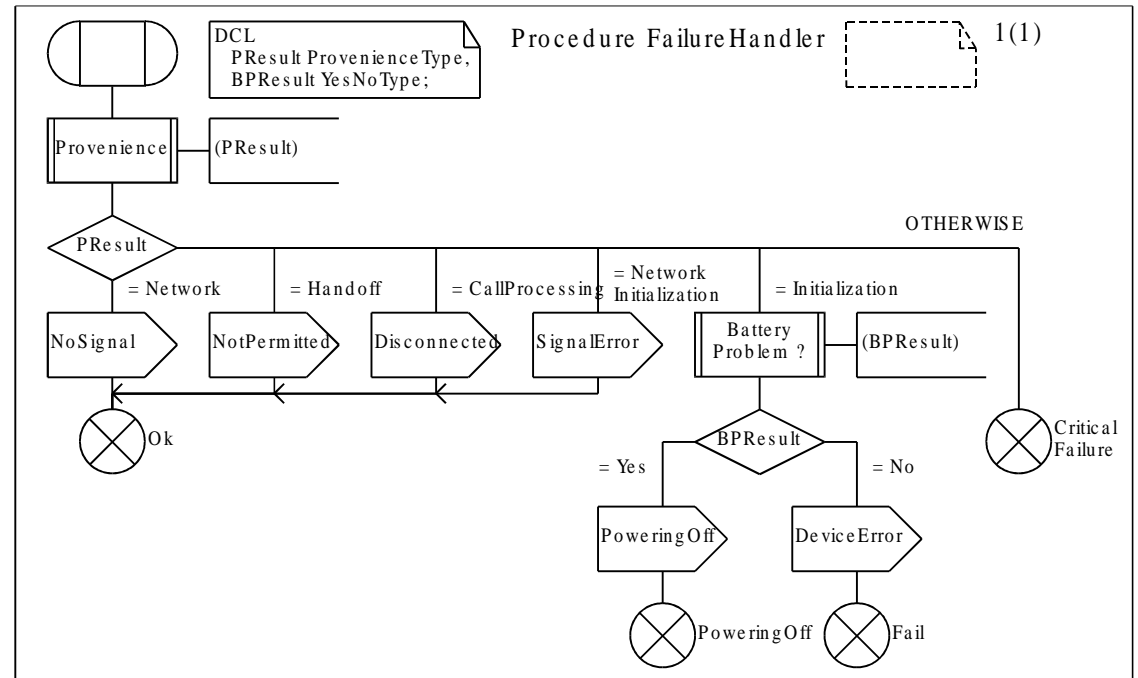 DCL
PResult ProvenienceType,
BPResult YesNoType;
Procedure FailureHandler
1(1)
Provenience
(PResult)
PResult
OTHERWISE
= Network
= Handoff
= CallProcessing
= Network
Initialization
= Initialization
NoSignal
NotPermitted
Disconnected
SignalError
Battery
Problem ?
(BPResult)
Ok
BPResult
Critical
Failure
= Yes
= No
PoweringOff
DeviceError
PoweringOff
Fail